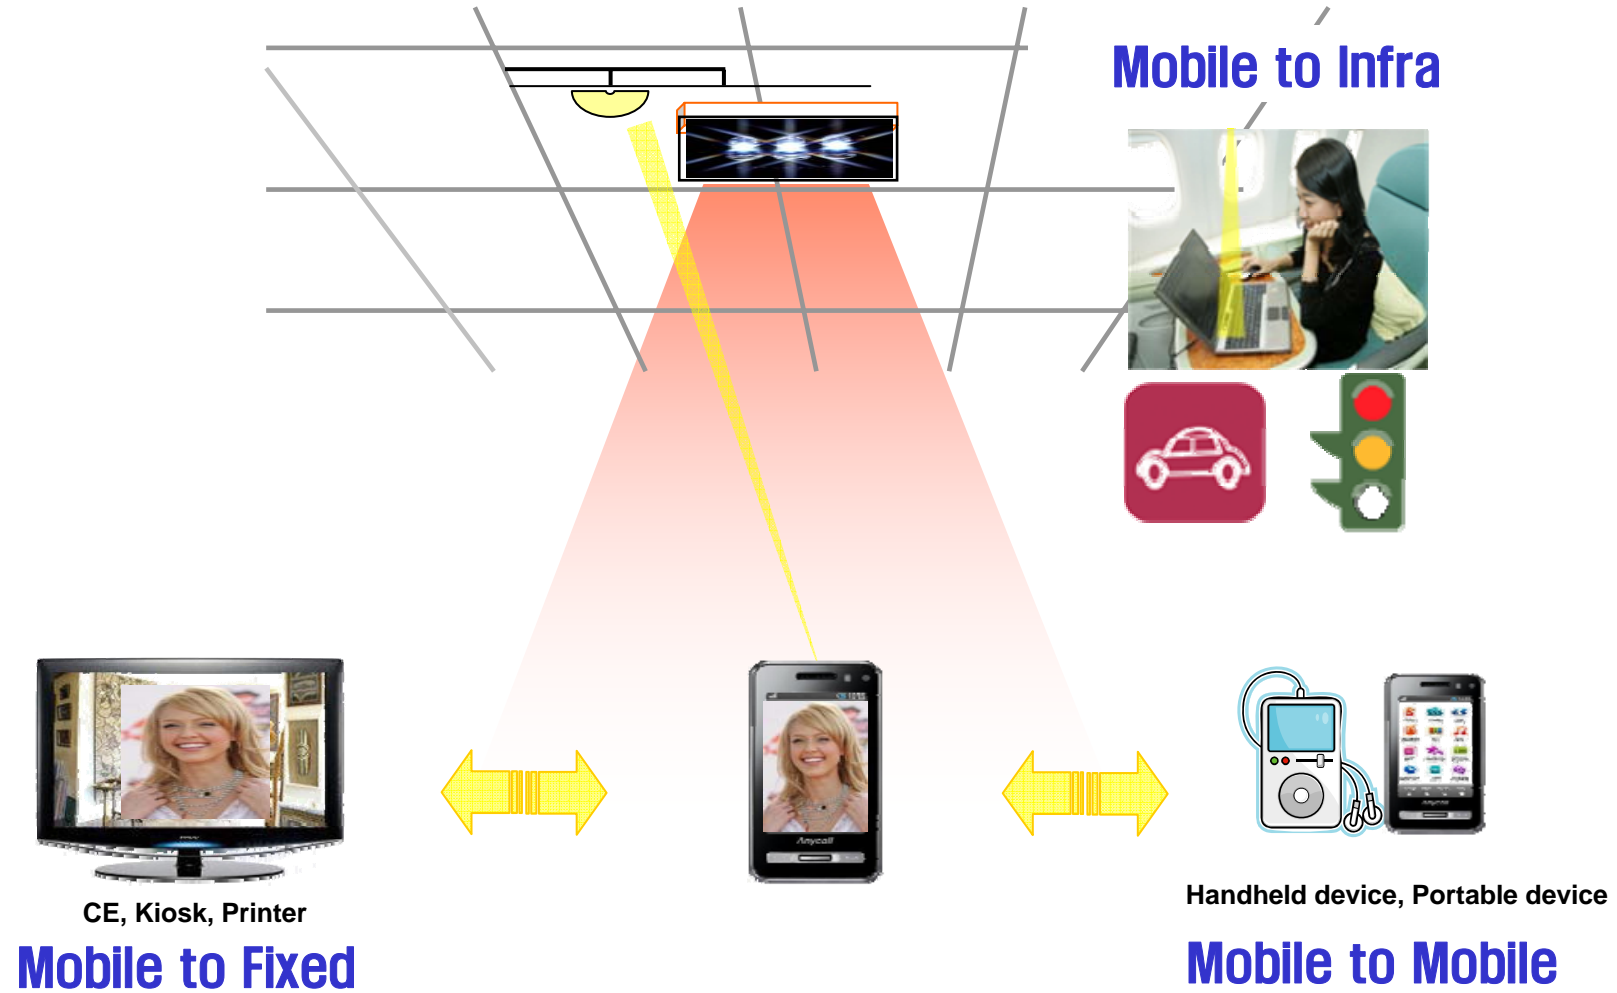 Mobile to Infra
Anycall
CE, Kiosk, Printer
Mobile to Fixed
Handheld device, Portable device
Mobile to Mobile